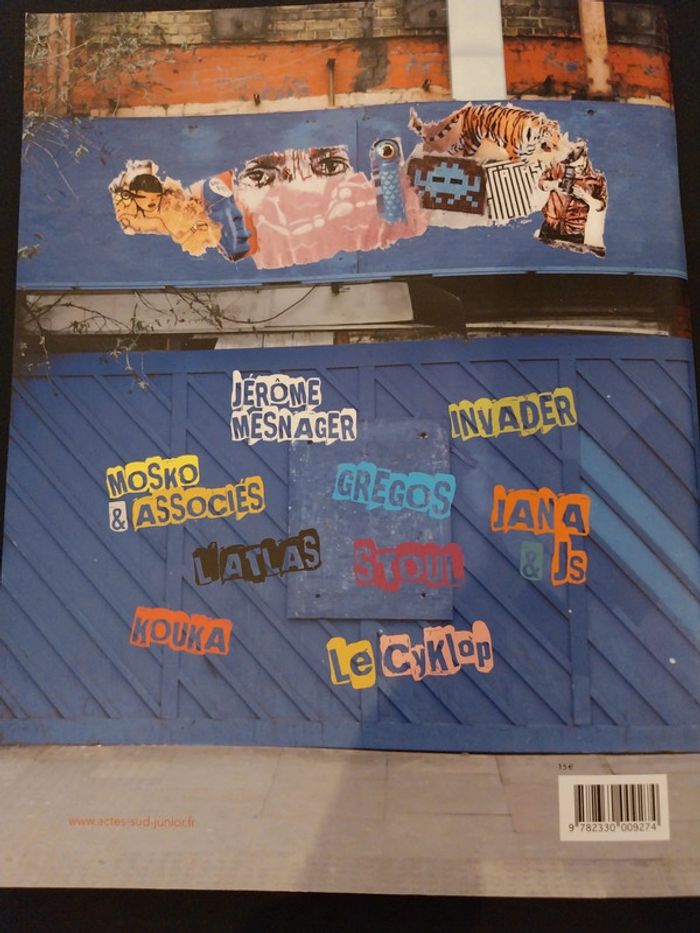 JÉRÔME
MESNAGER
INVADER
MOSKO
& ASSOCIÉS
GREGOS
JANA
& JS
L'ATLAS
STOUL
KOUKA
Le CyKlop
15 €
www.actes-sud-junior.fr
9 782330 009274